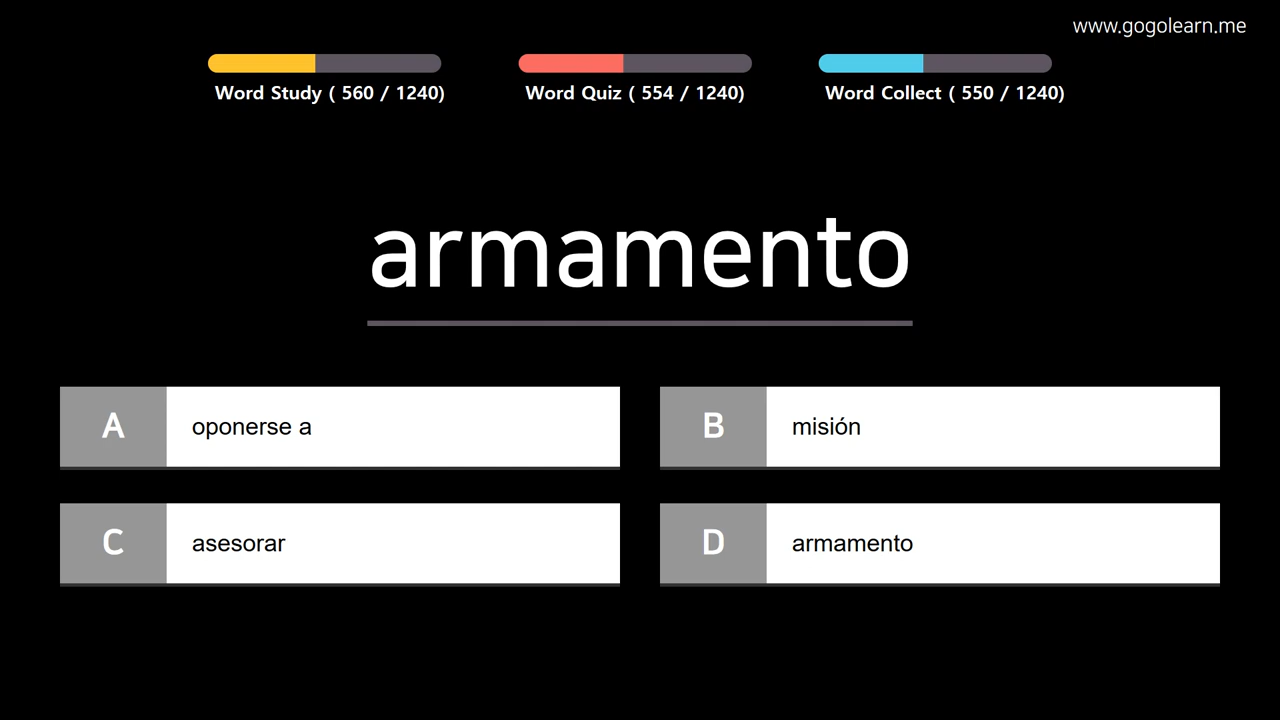 www.gogolearn.me
Word Study ( 560 / 1240)
Word Quiz ( 554 / 1240)
Word Collect ( 550 / 1240)
armamento
A
oponerse a
B
misión
C
asesorar
D
armamento